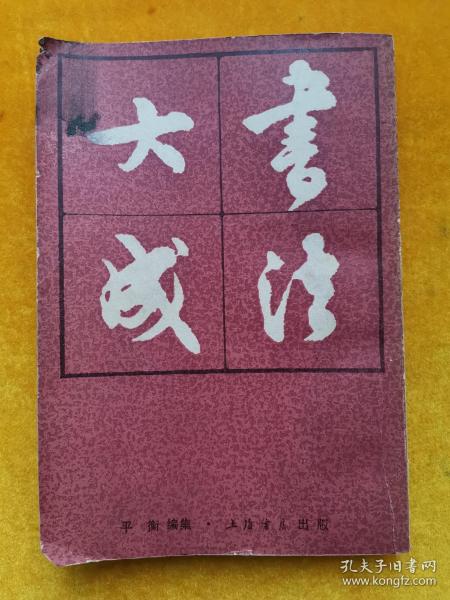 書法
大成
平衡編集·上海書店出版
孔夫子旧书网
www.kongfz.com